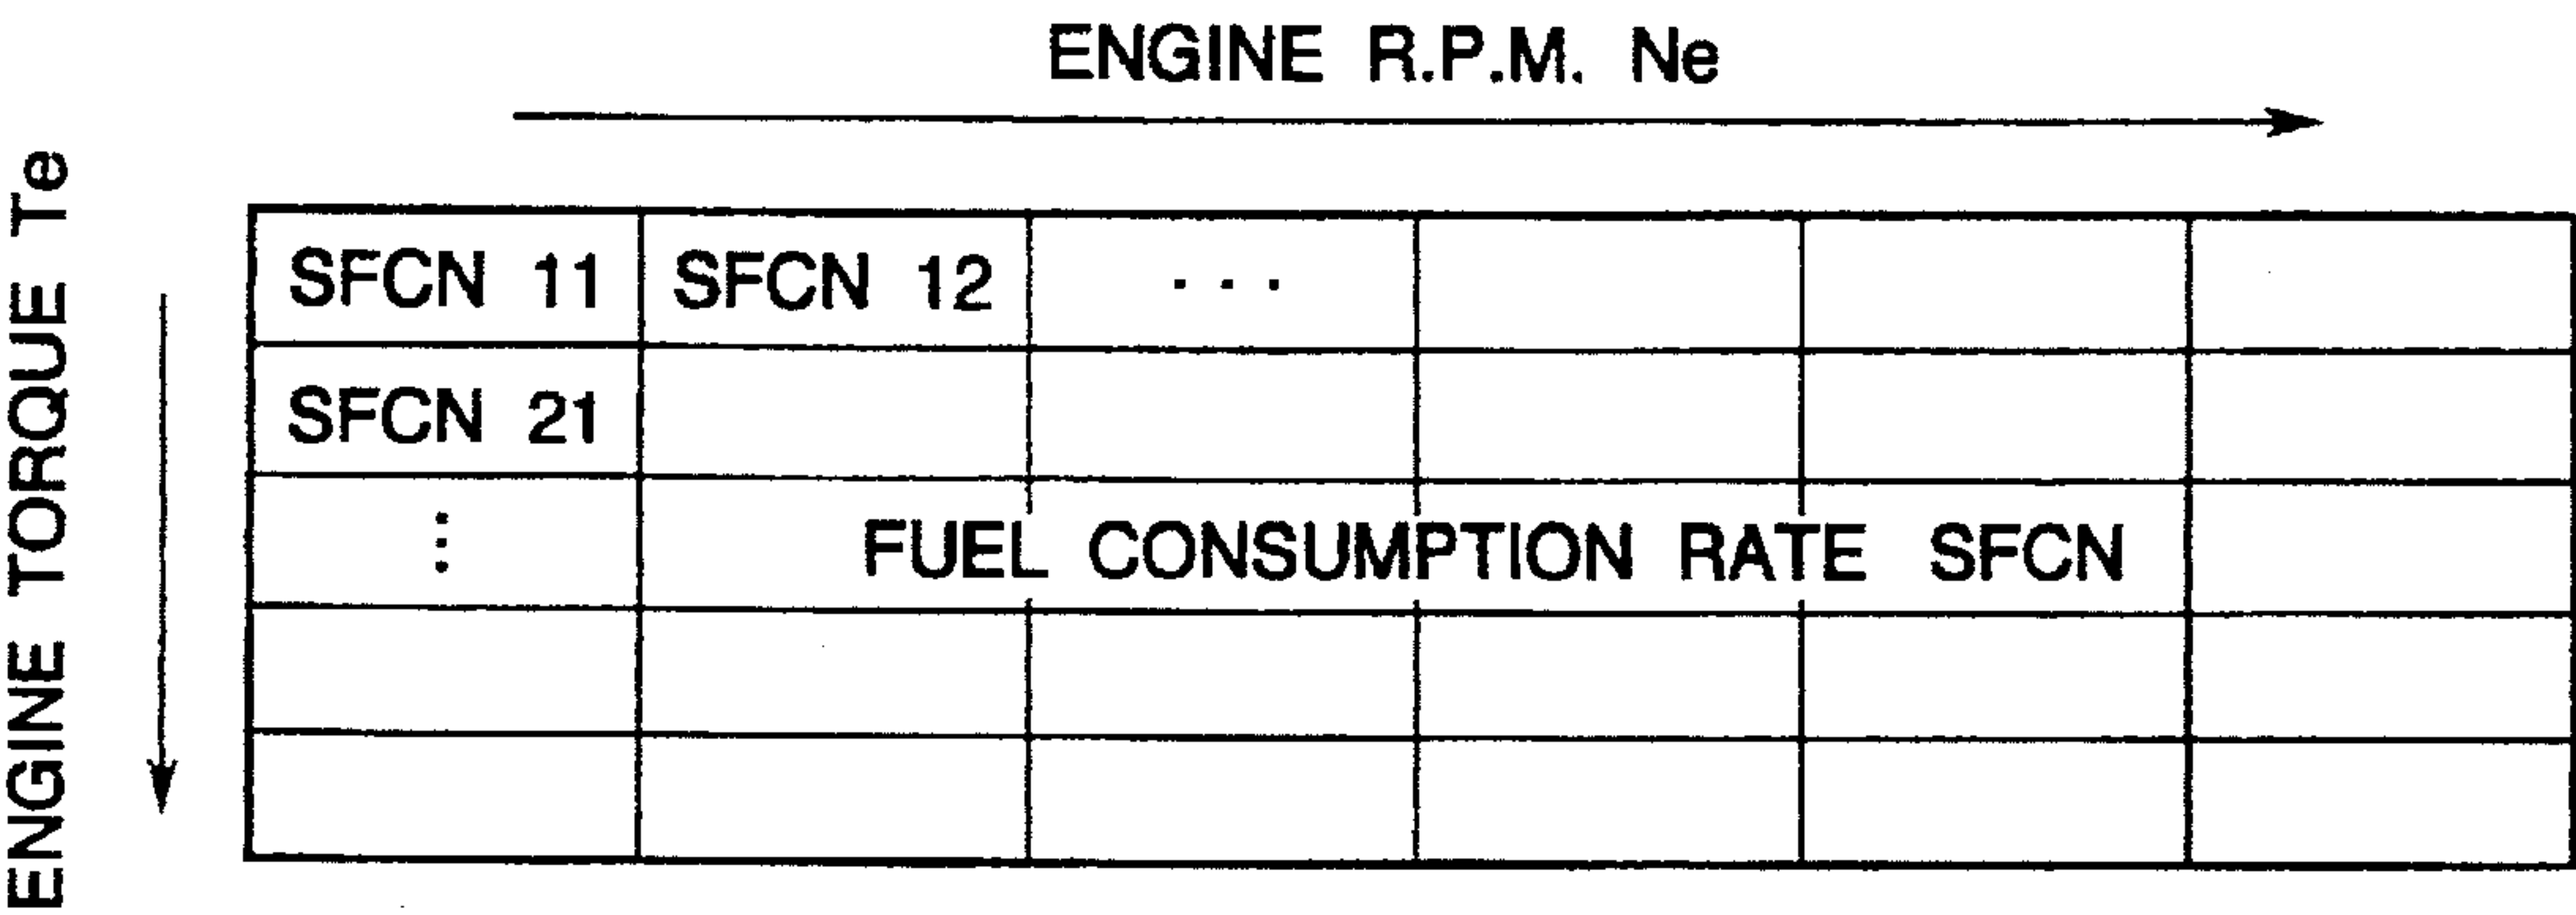 ENGINE R.P.M. Ne
ENGINE TORQUE Te
SFCN 11 SFCN 12 ...
SFCN 21
⋮
FUEL CONSUMPTION RATE SFCN